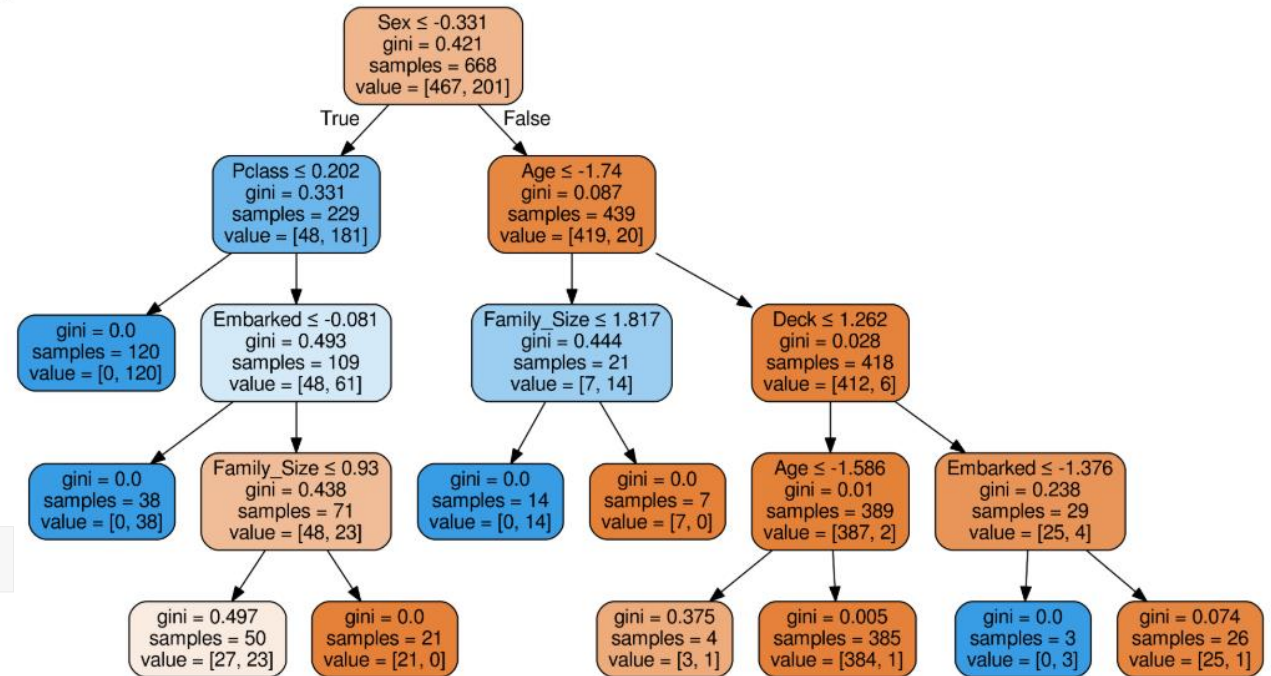 Sex ≤ -0.331
gini = 0.421
samples = 668
value = [467, 201]
True
False
Pclass ≤ 0.202
gini = 0.331
samples = 229
value = [48, 181]
Age ≤ -1.74
gini = 0.087
samples = 439
value = [419, 20]
gini = 0.0
samples = 120
value = [0, 120]
Embarked ≤ -0.081
gini = 0.493
samples = 109
value = [48, 61]
Family_Size ≤ 1.817
gini = 0.444
samples = 21
value = [7, 14]
Deck ≤ 1.262
gini = 0.028
samples = 418
value = [412, 6]
gini = 0.0
samples = 38
value = [0, 38]
Family_Size ≤ 0.93
gini = 0.438
samples = 71
value = [48, 23]
gini = 0.0
samples = 14
value = [0, 14]
gini = 0.0
samples = 7
value = [7, 0]
Age ≤ -1.586
gini = 0.01
samples = 389
value = [387, 2]
Embarked ≤ -1.376
gini = 0.238
samples = 29
value = [25, 4]
gini = 0.497
samples = 50
value = [27, 23]
gini = 0.0
samples = 21
value = [21, 0]
gini = 0.375
samples = 4
value = [3, 1]
gini = 0.005
samples = 385
value = [384, 1]
gini = 0.0
samples = 3
value = [0, 3]
gini = 0.074
samples = 26
value = [25, 1]